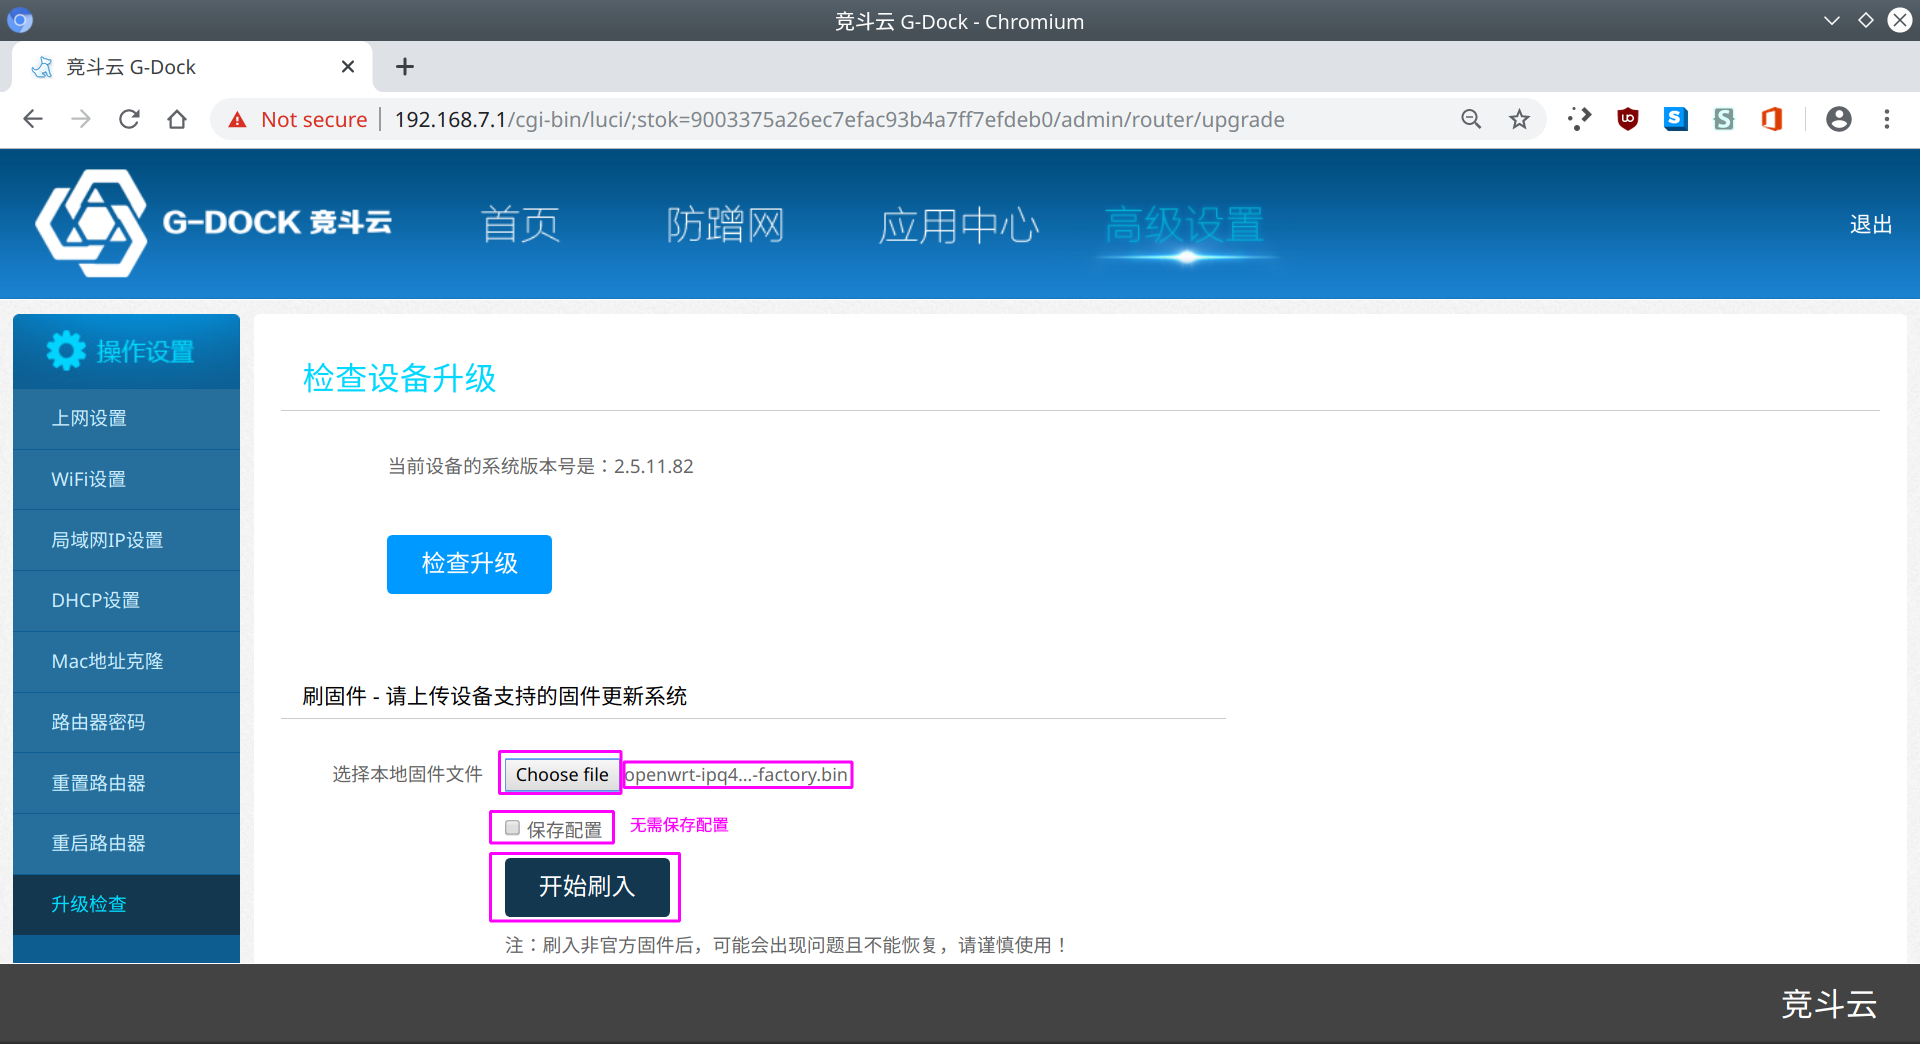 竞斗云 G-Dock - Chromium
竞斗云 G-Dock
Not secure | 192.168.7.1/cgi-bin/luci/;stok=9003375a26ec7efac93b4a7ff7efdeb0/admin/router/upgrade
G-DOCK 竞斗云
首页
防蹭网
应用中心
高级设置
退出
操作设置
上网设置
WiFi设置
局域网IP设置
DHCP设置
Mac地址克隆
路由器密码
重置路由器
重启路由器
升级检查
检查设备升级
当前设备的系统版本号是：2.5.11.82
检查升级
刷固件 - 请上传设备支持的固件更新系统
选择本地固件文件 Choose file openwrt-ipq4...-factory.bin
保存配置 无需保存配置
开始刷入
注：刷入非官方固件后，可能会出现问题且不能恢复，请谨慎使用！
竞斗云